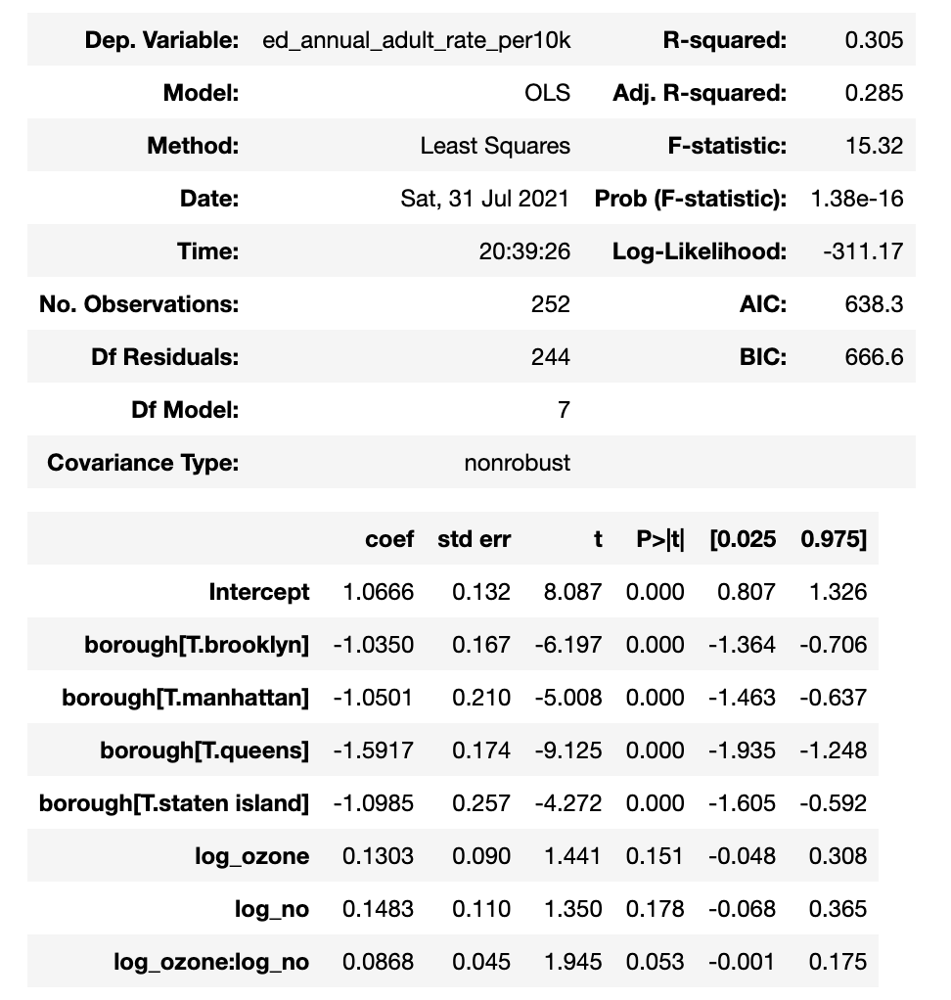 Dep. Variable: ed_annual_adult_rate_per10k R-squared: 0.305
Model: OLS Adj. R-squared: 0.285
Method: Least Squares F-statistic: 15.32
Date: Sat, 31 Jul 2021 Prob (F-statistic): 1.38e-16
Time: 20:39:26 Log-Likelihood: -311.17
No. Observations: 252 AIC: 638.3
Df Residuals: 244 BIC: 666.6
Df Model: 7
Covariance Type: nonrobust
coef std err t P>|t| [0.025 0.975]
Intercept 1.0666 0.132 8.087 0.000 0.807 1.326
borough[T.brooklyn] -1.0350 0.167 -6.197 0.000 -1.364 -0.706
borough[T.manhattan] -1.0501 0.210 -5.008 0.000 -1.463 -0.637
borough[T.queens] -1.5917 0.174 -9.125 0.000 -1.935 -1.248
borough[T.staten island] -1.0985 0.257 -4.272 0.000 -1.605 -0.592
log_ozone 0.1303 0.090 1.441 0.151 -0.048 0.308
log_no 0.1483 0.110 1.350 0.178 -0.068 0.365
log_ozone:log_no 0.0868 0.045 1.945 0.053 -0.001 0.175